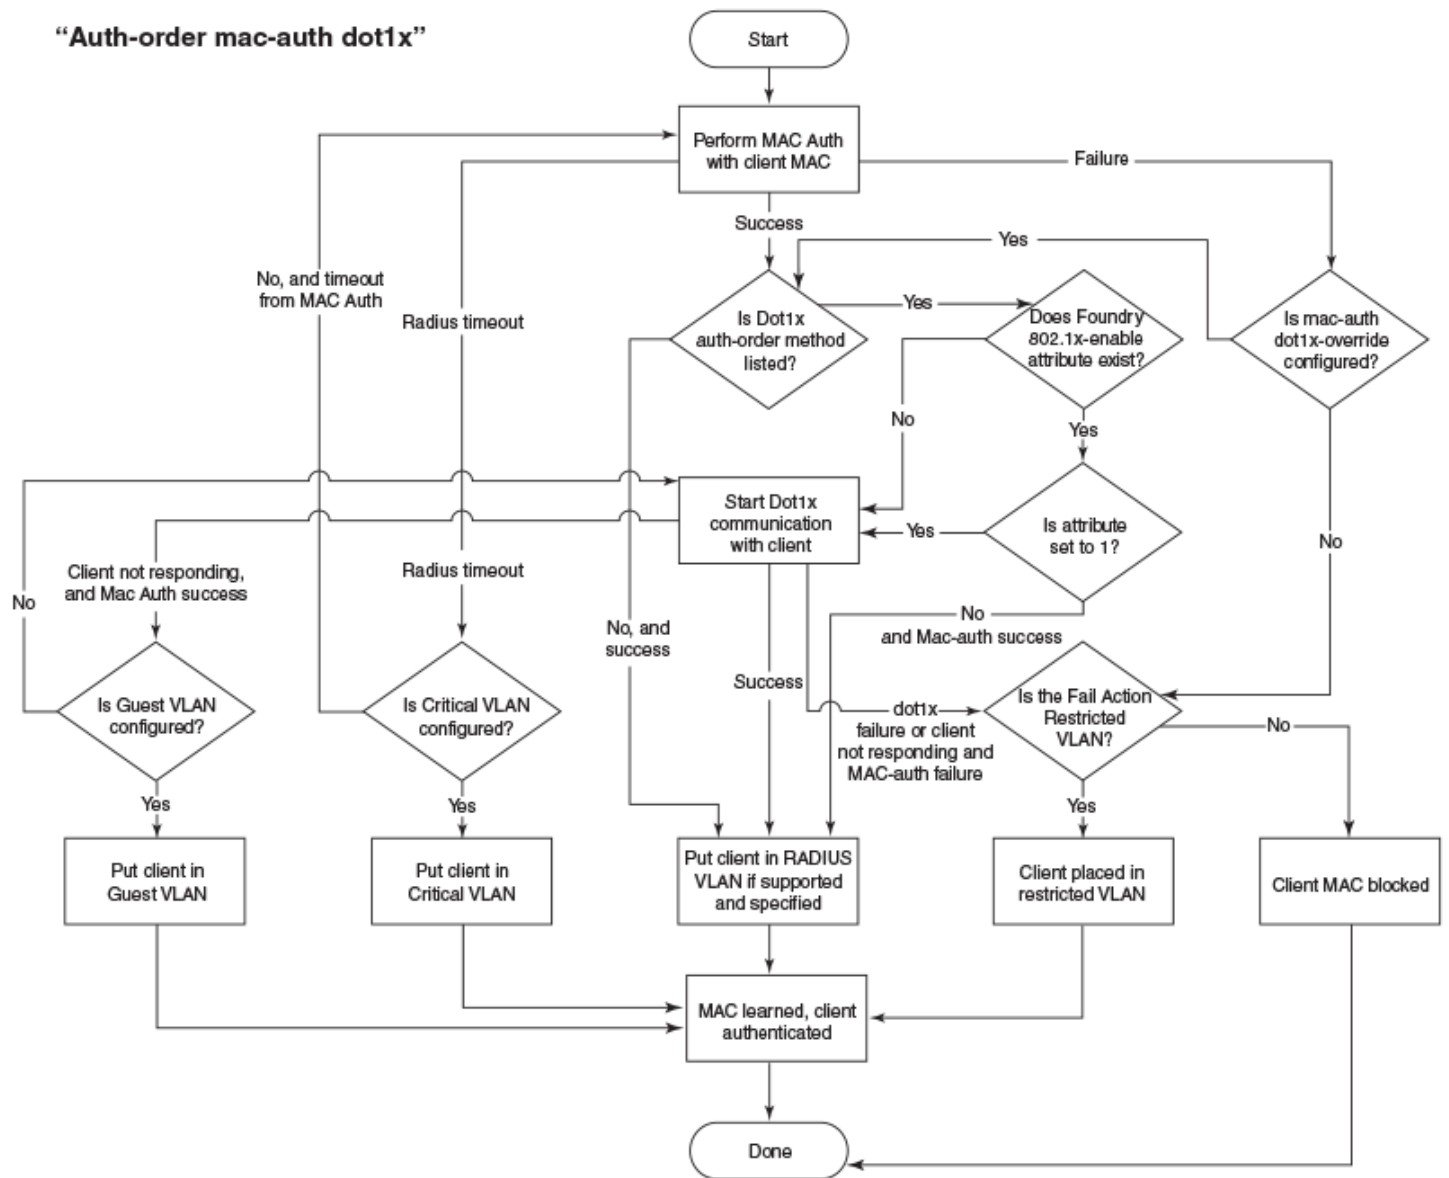 “Auth-order mac-auth dot1x”
Start
Perform MAC Auth
with client MAC
Failure
Success
Yes
No, and timeout
from MAC Auth
Radius timeout
Yes
Is Dot1x
auth-order method
listed?
Does Foundry
802.1x-enable
attribute exist?
Is mac-auth
dot1x-override
configured?
No
Yes
Start Dot1x
communication
with client
Yes
Is attribute
set to 1?
No
Client not responding,
and Mac Auth success
Radius timeout
No
No, and
success
No
and Mac-auth success
Is Guest VLAN
configured?
Is Critical VLAN
configured?
Success
dot1x
failure or client
not responding and
MAC-auth failure
Is the Fail Action
Restricted
VLAN?
No
Yes
Yes
Yes
Put client in
Guest VLAN
Put client in
Critical VLAN
Put client in RADIUS
VLAN if supported
and specified
Client placed in
restricted VLAN
Client MAC blocked
MAC learned, client
authenticated
Done